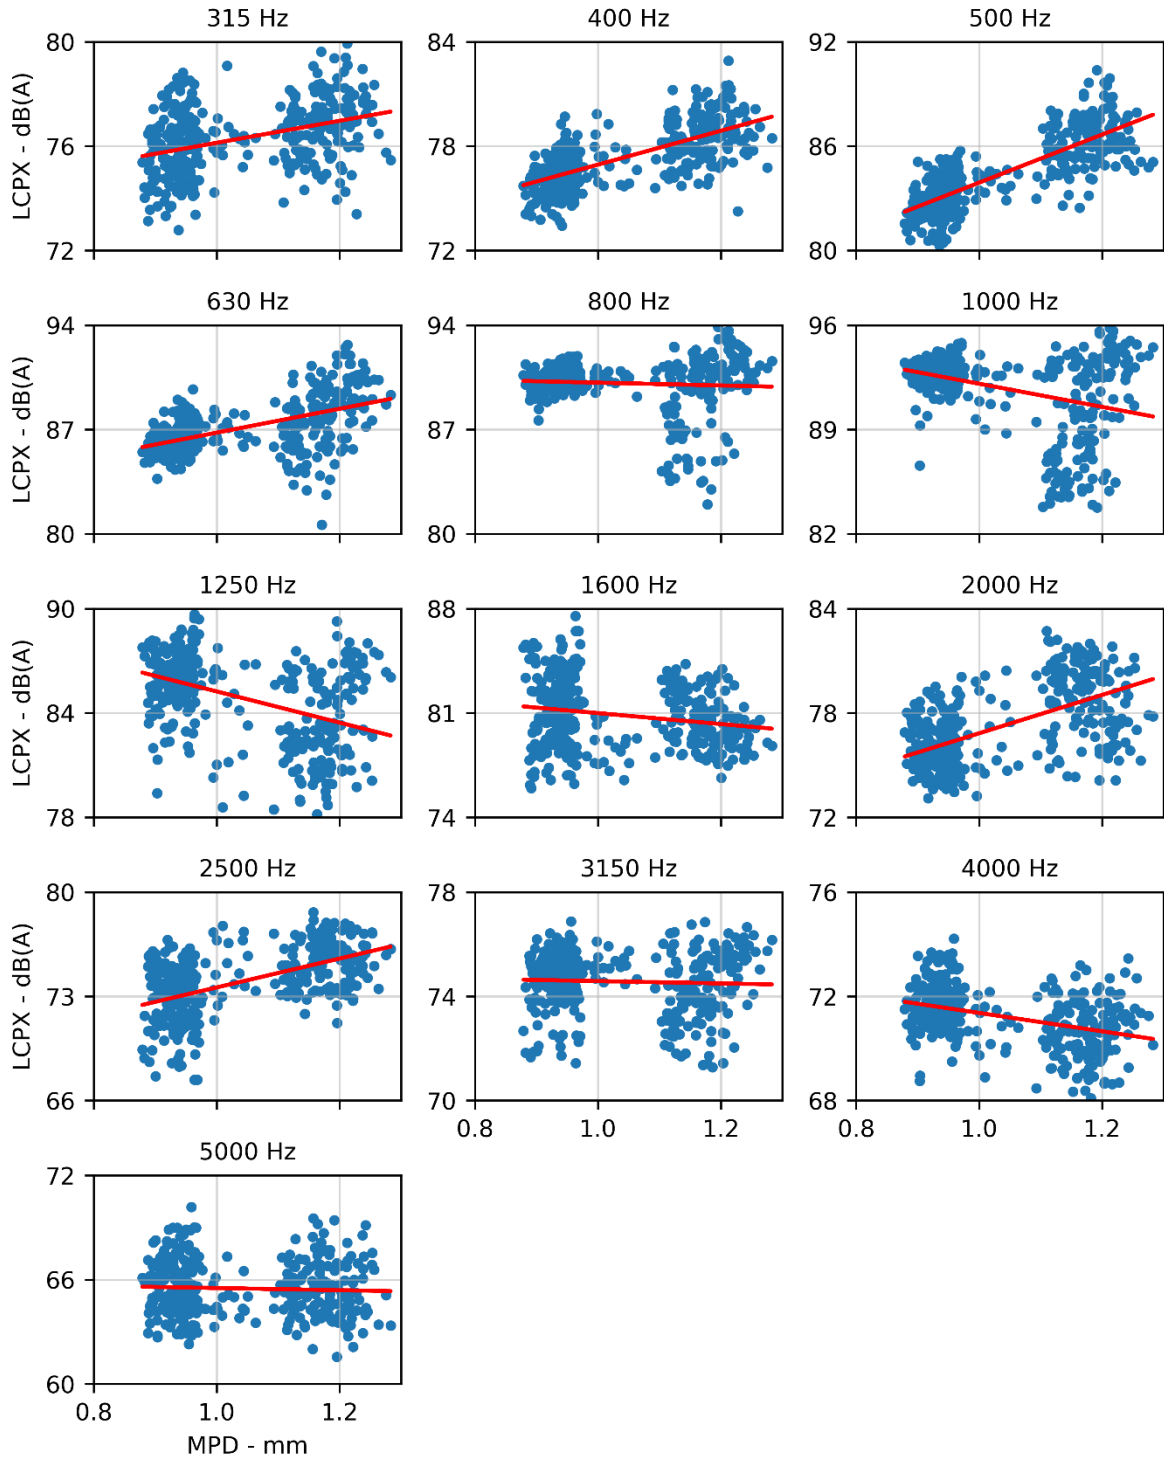 315 Hz
400 Hz
500 Hz
LCPX - dB(A)
80
76
72
84
78
72
92
86
80
630 Hz
800 Hz
1000 Hz
LCPX - dB(A)
94
87
80
94
87
80
96
89
82
1250 Hz
1600 Hz
2000 Hz
LCPX - dB(A)
90
84
78
88
81
74
84
78
72
2500 Hz
3150 Hz
4000 Hz
LCPX - dB(A)
80
73
66
78
74
70
76
72
68
0.8 1.0 1.2
0.8 1.0 1.2
5000 Hz
LCPX - dB(A)
72
66
60
0.8 1.0 1.2
MPD - mm